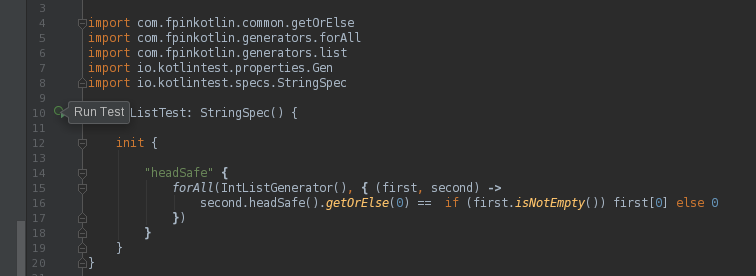 3
4 import com.fpinkotlin.common.getOrElse
5 import com.fpinkotlin.generators.forAll
6 import com.fpinkotlin.generators.list
7 import io.kotlintest.properties.Gen
8 import io.kotlintest.specs.StringSpec
9
10 Run Test ListTest: StringSpec() {
11
12 init {
13
14 "headSafe" {
15 forAll(IntListGenerator(), { (first, second) ->
16 second.headSafe().getOrElse(0) == if (first.isNotEmpty()) first[0] else 0
17 })
18 }
19 }
20 }